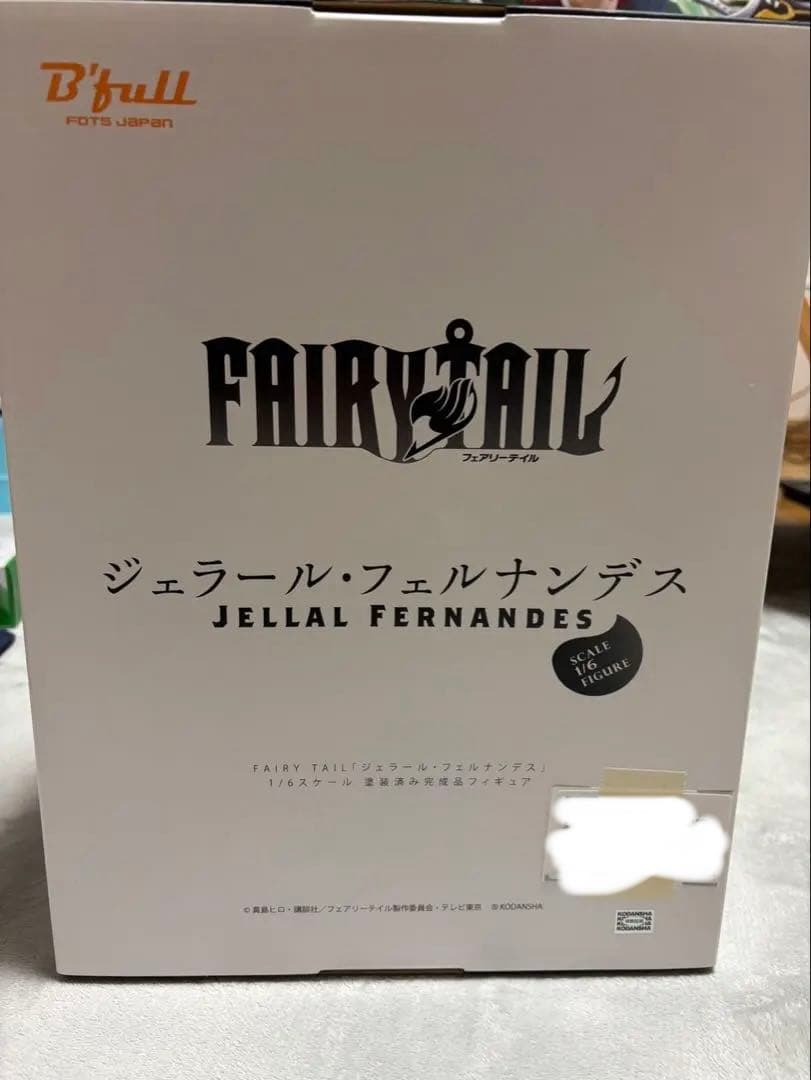 B'full
FOTS JAPAN
FAIRY TAIL
フェアリーテイル
ジェラール・フェルナンデス
JELLAL FERNANDES
SCALE
1/6
FIGURE
FAIRY TAIL「ジェラール・フェルナンデス」
1/6スケール 塗装済み完成品フィギュア
©真島ヒロ・講談社/フェアリーテイル製作委員会・テレビ東京 ®KODANSHA
KODANSHA
KODANSHA